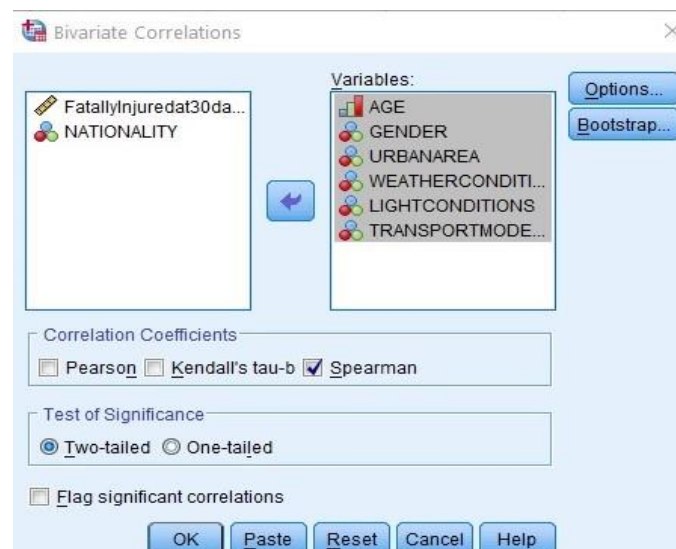 Bivariate Correlations
Variables:
FatallyInjuredat30da...
NATIONALITY
AGE
GENDER
URBANAREA
WEATHERCONDITI...
LIGHTCONDITIONS
TRANSPORTMODE...
Options...
Bootstrap...
Correlation Coefficients
Pearson Kendall's tau-b Spearman
Test of Significance
Two-tailed One-tailed
Flag significant correlations
OK Paste Reset Cancel Help